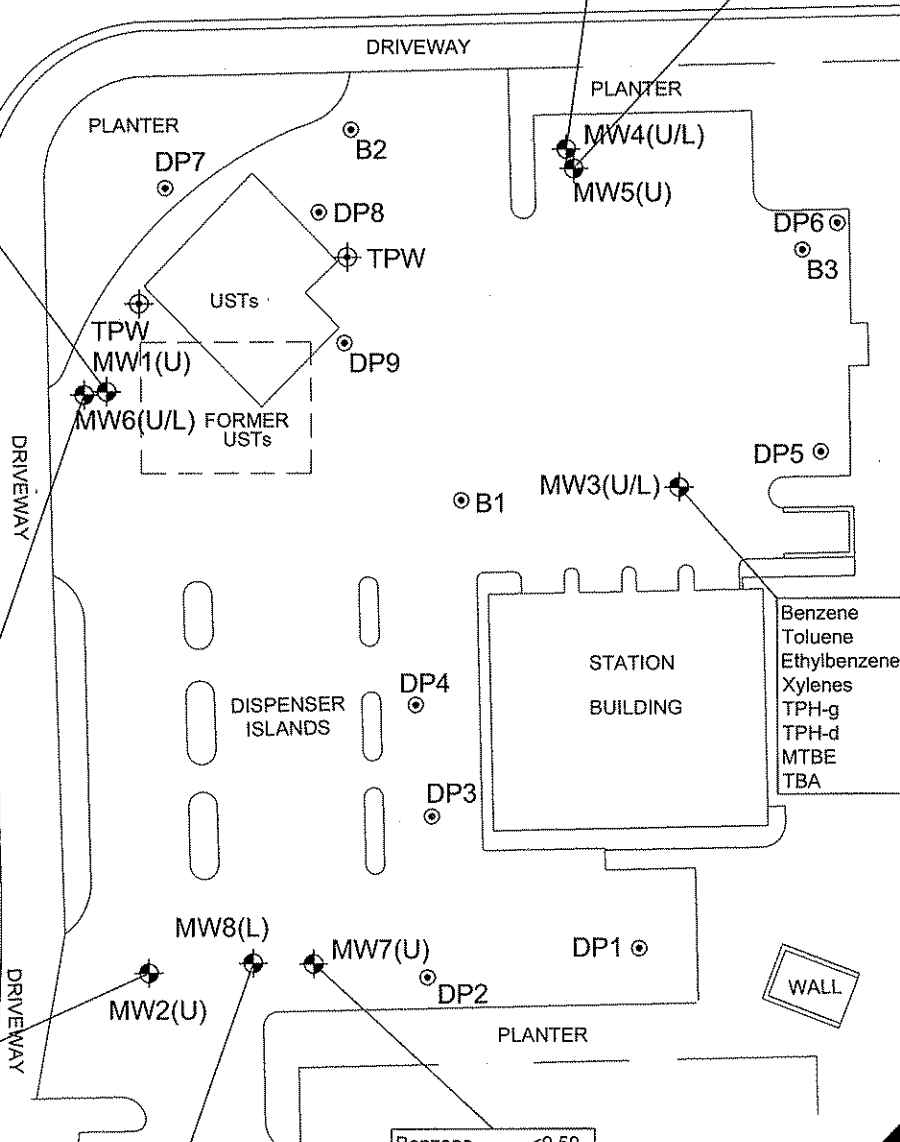 DRIVEWAY
PLANTER
PLANTER
MW4(U/L)
B2
DP7
MW5(U)
DP8
DP6
TPW
B3
USTs
TPW
DP9
MW1(U)
MW6(U/L)
FORMER
USTs
DRIVEWAY
DP5
MW3(U/L)
B1
Benzene
Toluene
Ethylbenzene
Xylenes
TPH-g
TPH-d
MTBE
TBA
STATION
BUILDING
DP4
DISPENSER
ISLANDS
DP3
MW8(L)
MW7(U)
DP1
DP2
MW2(U)
WALL
DRIVEWAY
PLANTER
Benzene <0.50